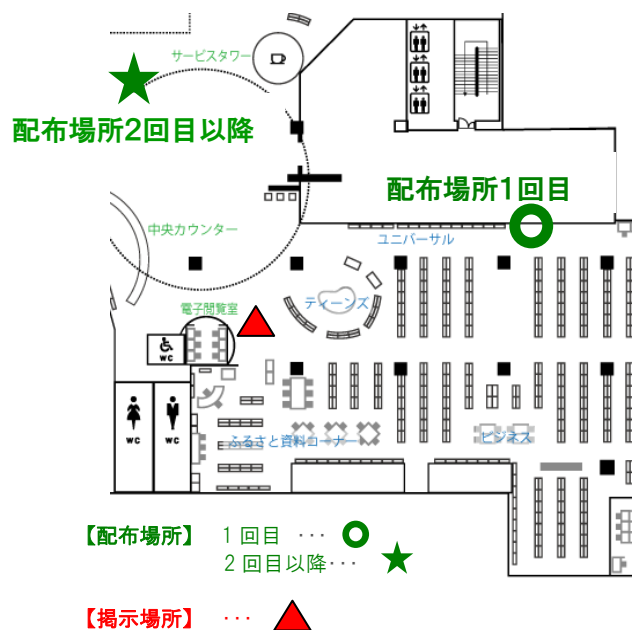 サービスタワー
配布場所2回目以降
配布場所1回目
中央カウンター
ユニバーサル
電子閲覧室
ティーンズ
WC
WC
WC
ふるさと資料コーナー
ビジネス
【配布場所】 1回目 ･･･
2回目以降･･･
【掲示場所】 ･･･